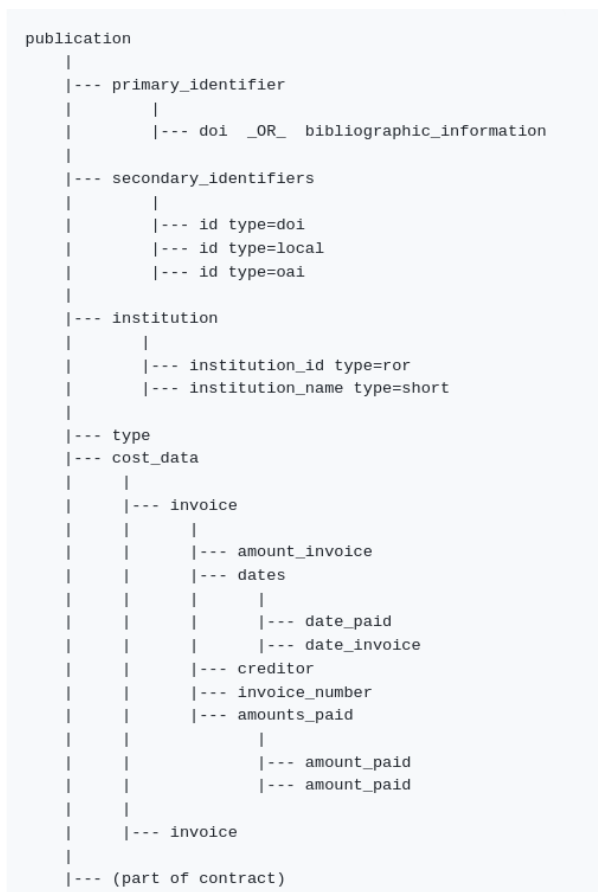 publication
    |
    |--- primary_identifier
    |        |
    |        |--- doi  _OR_  bibliographic_information
    |
    |--- secondary_identifiers
    |        |
    |        |--- id type=doi
    |        |--- id type=local
    |        |--- id type=oai
    |
    |--- institution
    |       |
    |       |--- institution_id type=ror
    |       |--- institution_name type=short
    |
    |--- type
    |--- cost_data
    |     |
    |     |--- invoice
    |     |      |
    |     |      |--- amount_invoice
    |     |      |--- dates
    |     |      |      |
    |     |      |      |--- date_paid
    |     |      |      |--- date_invoice
    |     |      |--- creditor
    |     |      |--- invoice_number
    |     |      |--- amounts_paid
    |     |             |
    |     |             |--- amount_paid
    |     |             |--- amount_paid
    |     |
    |     |--- invoice
    |
    |--- (part of contract)